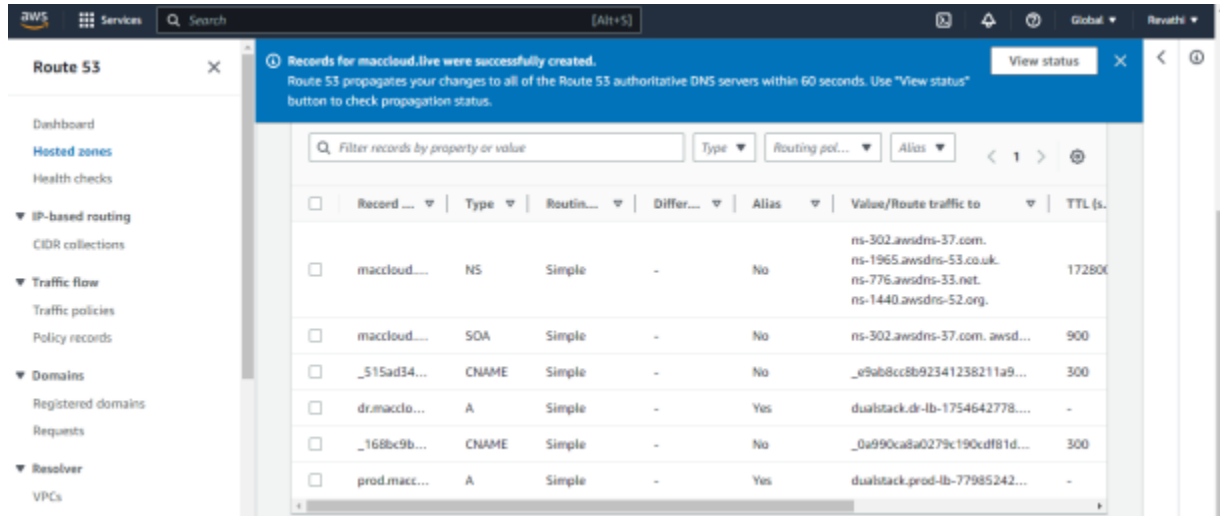 aws
Services
Search
[Alt+S]
Global
Revathi
Route 53
Dashboard
Hosted zones
Health checks
IP-based routing
CIDR collections
Traffic flow
Traffic policies
Policy records
Domains
Registered domains
Requests
Resolver
VPCs
Records for maccloud.live were successfully created.
Route 53 propagates your changes to all of the Route 53 authoritative DNS servers within 60 seconds. Use "View status"
button to check propagation status.
View status
Filter records by property or value
Type
Routing pol...
Alias
1
Record ... Type Routin... Differ... Alias Value/Route traffic to TTL (s.
maccloud.... NS Simple - No ns-302.awsdns-37.com.
ns-1965.awsdns-53.co.uk.
ns-776.awsdns-33.net.
ns-1440.awsdns-52.org.
172800
maccloud.... SOA Simple - No ns-302.awsdns-37.com. awsd... 900
_515ad34... CNAME Simple - No _e9ab8cc8b92341238211a9... 300
dr.macclo... A Simple - Yes dualstack.dr-lb-1754642778.... -
_168bc9b... CNAME Simple - No _0a990ca8a0279c190cdf81d... 300
prod.macc... A Simple - Yes dualstack.prod-lb-77985242... -